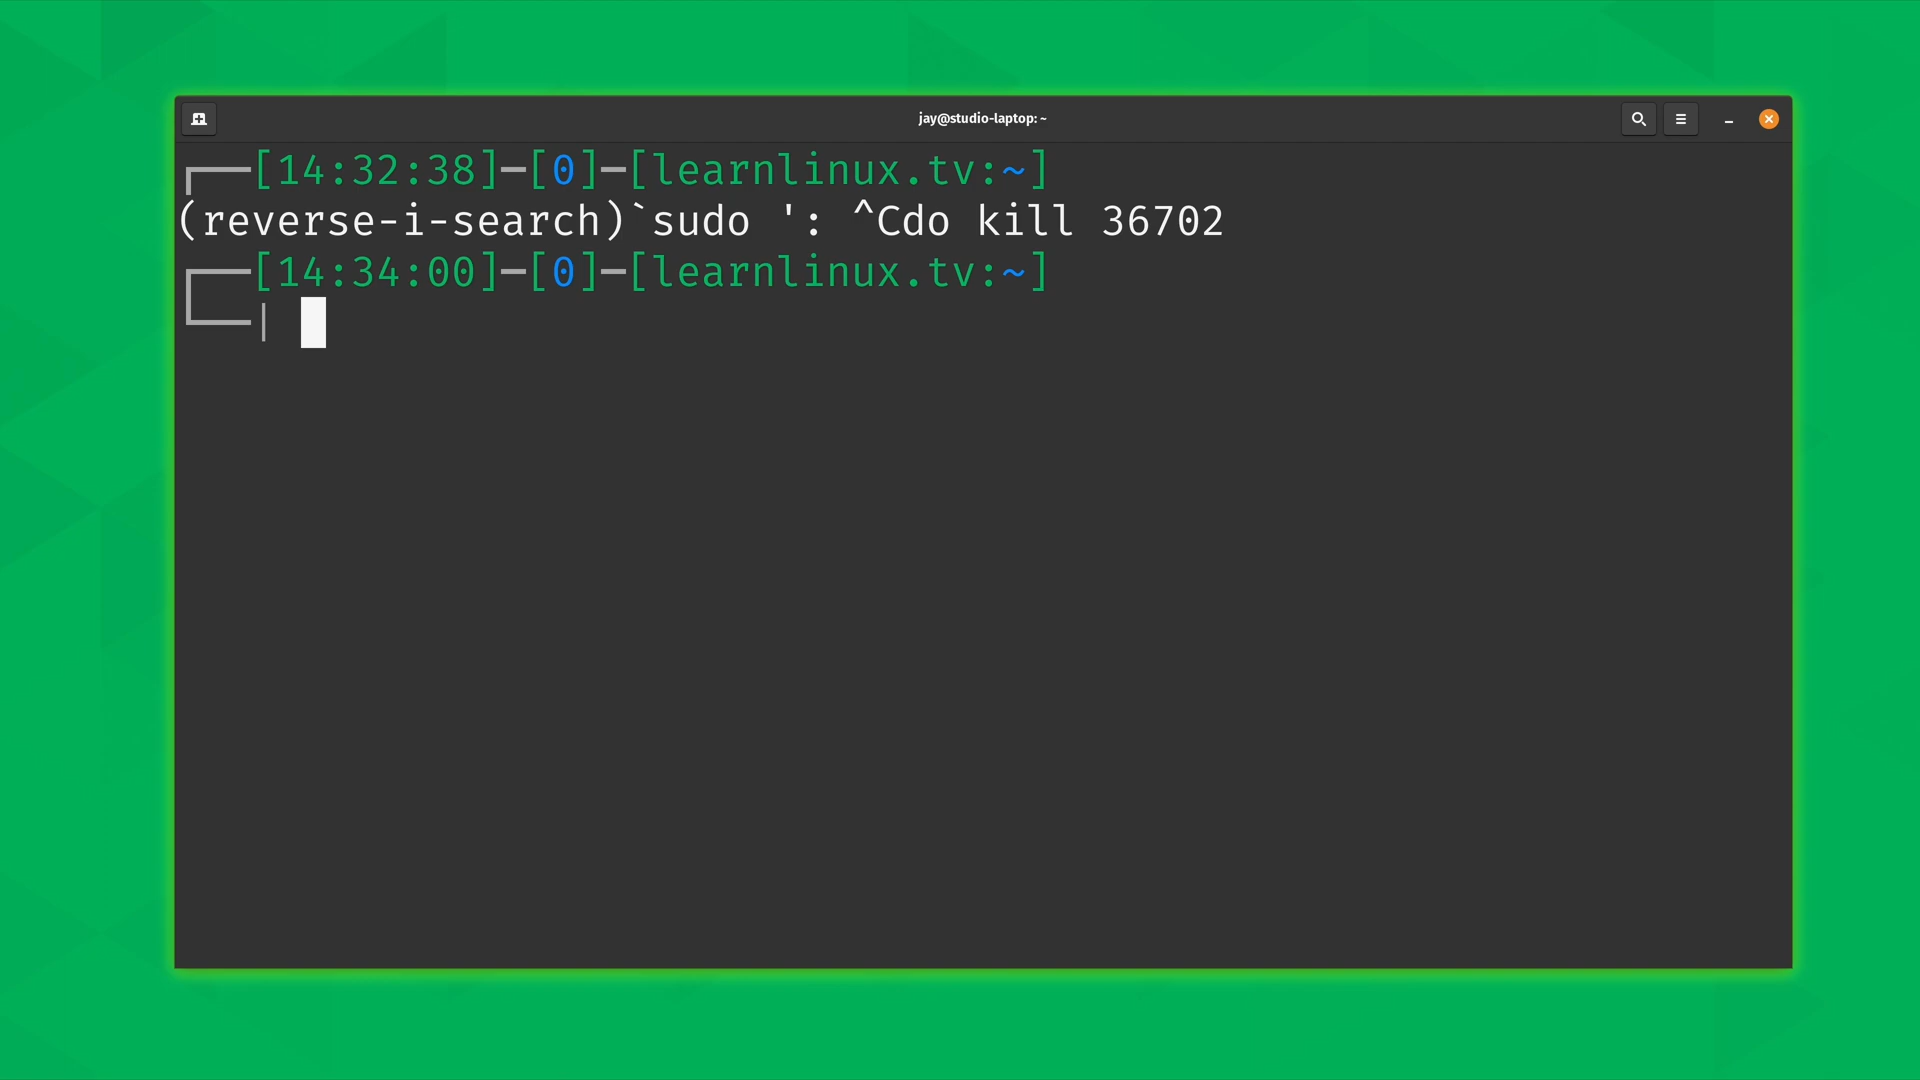 jay@studio-laptop: ~
┌──[14:32:38]─[0]─[learnlinux.tv:~]
(reverse-i-search)`sudo ': ^Cdo kill 36702
┌──[14:34:00]─[0]─[learnlinux.tv:~]
└──|